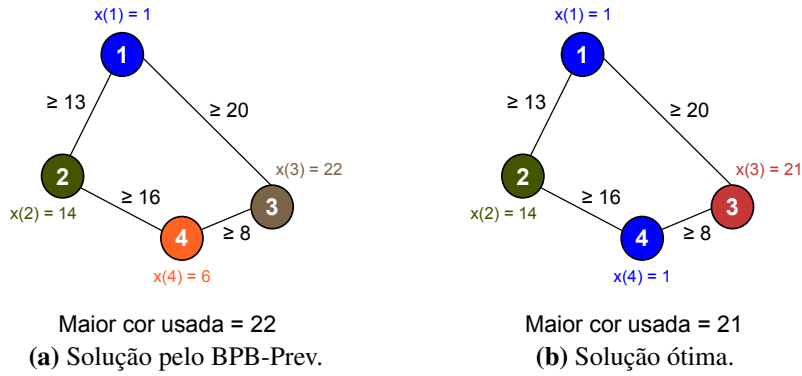 x(1) = 1
1
≥ 13
≥ 20
2
x(2) = 14
≥ 16
x(3) = 22
3
≥ 8
4
x(4) = 6
Maior cor usada = 22
(a) Solução pelo BPB-Prev.
x(1) = 1
1
≥ 13
≥ 20
2
x(2) = 14
≥ 16
x(3) = 21
3
≥ 8
4
x(4) = 1
Maior cor usada = 21
(b) Solução ótima.